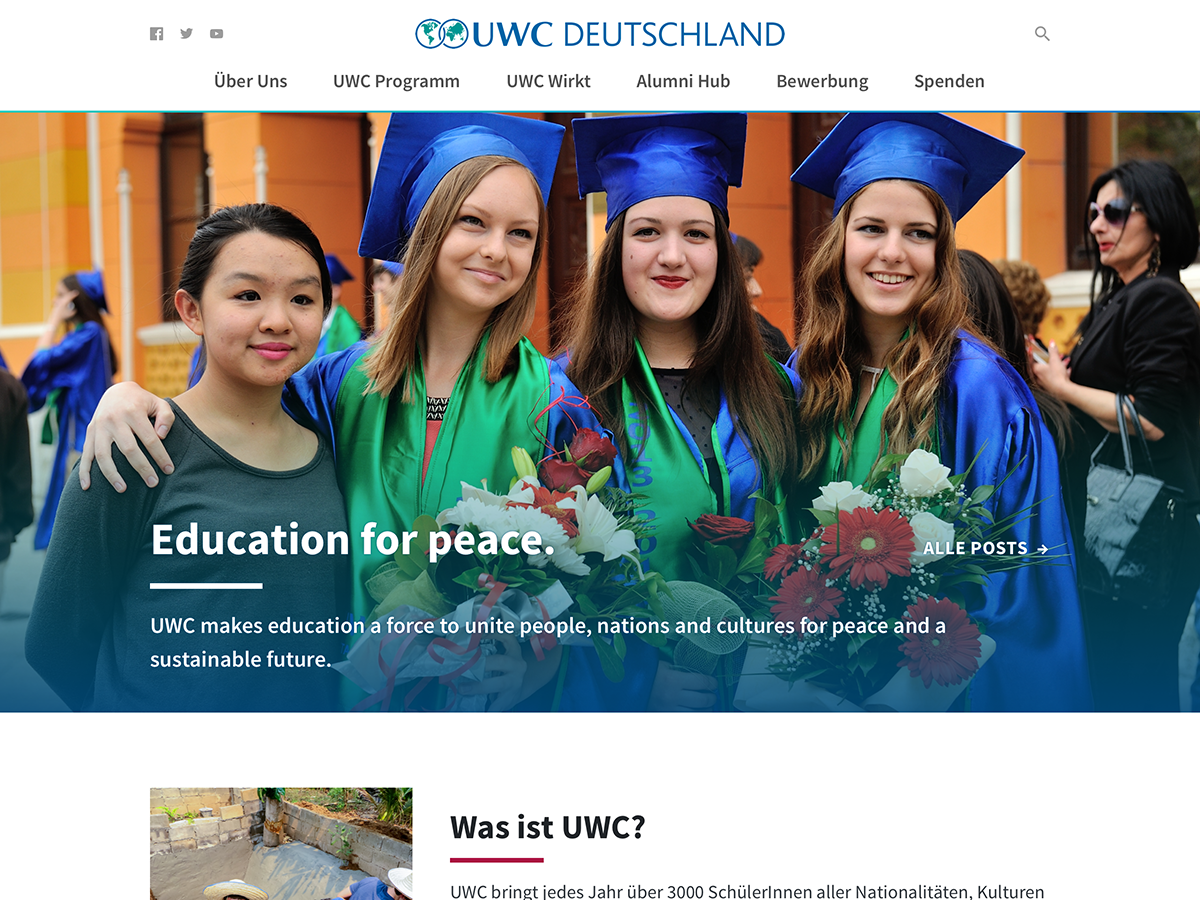 UWC DEUTSCHLAND
Über Uns UWC Programm UWC Wirkt Alumni Hub Bewerbung Spenden
Education for peace.
ALLE POSTS →
UWC makes education a force to unite people, nations and cultures for peace and a
sustainable future.
Was ist UWC?
UWC bringt jedes Jahr über 3000 SchülerInnen aller Nationalitäten, Kulturen